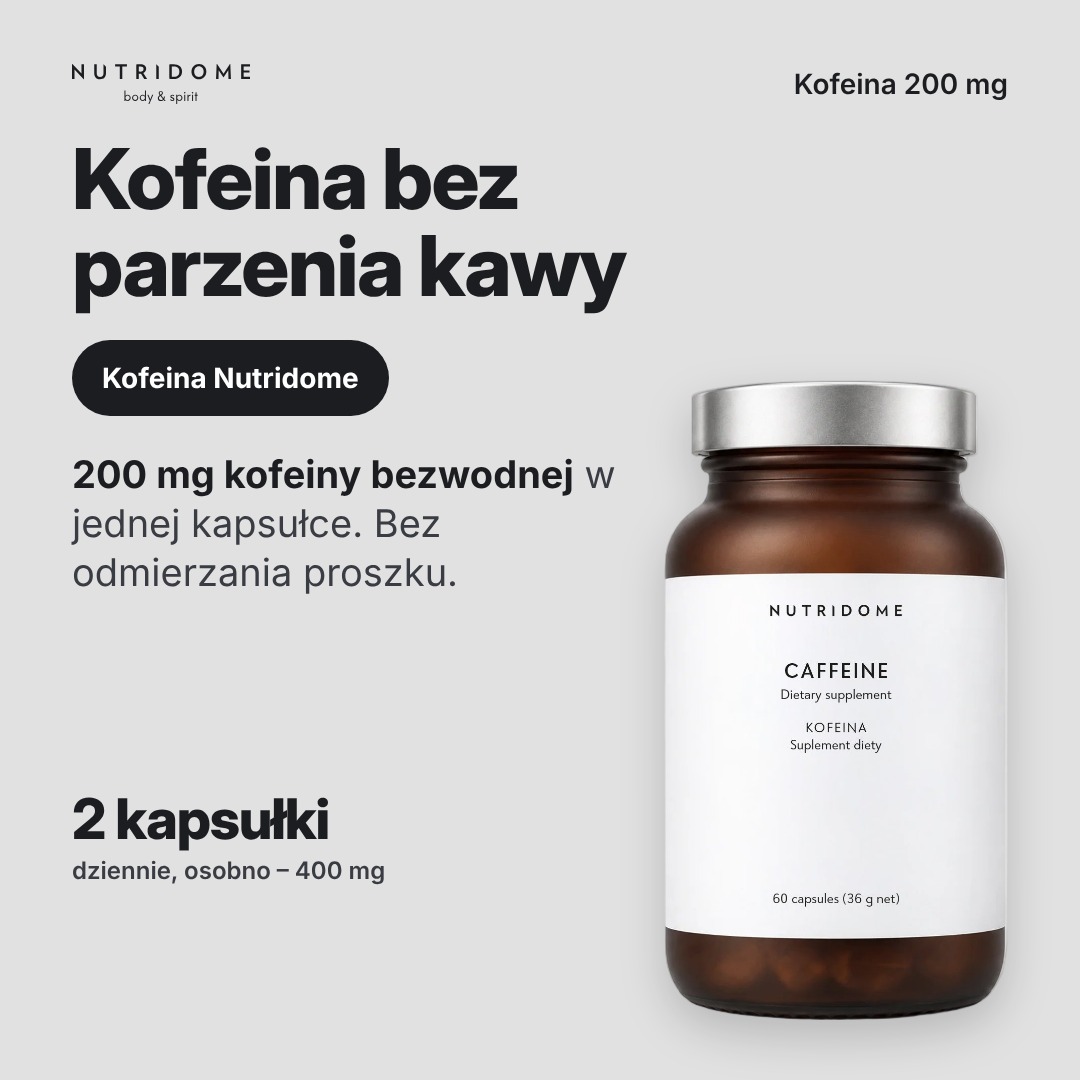 NUTRIDOME
body & spirit
Kofeina 200 mg
Kofeina bez
parzenia kawy
Kofeina Nutridome
200 mg kofeiny bezwodnej w
jednej kapsułce. Bez
odmierzania proszku.
2 kapsułki
dziennie, osobno – 400 mg
NUTRIDOME
CAFFEINE
Dietary supplement
KOFEINA
Suplement diety
60 capsules (36 g net)